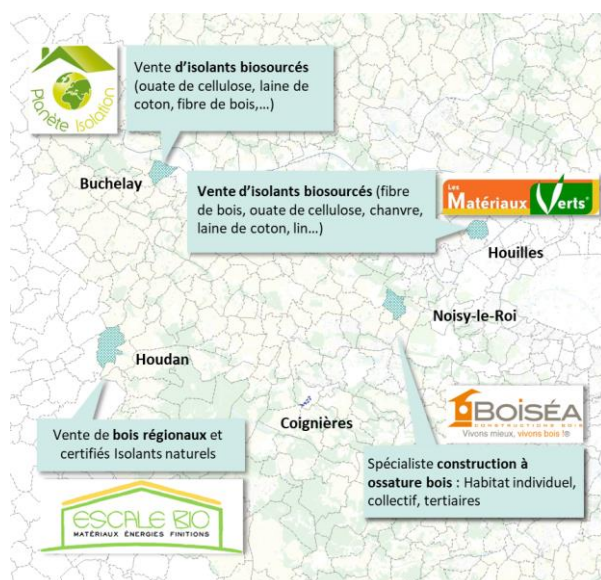 Planète Isolation
Vente d'isolants biosourcés
(ouate de cellulose, laine de
coton, fibre de bois,...)
Buchelay
Vente d'isolants biosourcés (fibre
de bois, ouate de cellulose, chanvre,
laine de coton, lin...)
Les
Matériaux Verts
Houilles
Noisy-le-Roi
Houdan
Coignières
Vente de bois régionaux et
certifiés Isolants naturels
BOISÉA
CONSTRUCTIONS BOIS
Vivons mieux, vivons bois !®
Spécialiste construction à
ossature bois : Habitat individuel,
collectif, tertiaires
ESCALE BIO
MATÉRIAUX ÉNERGIES FINITIONS